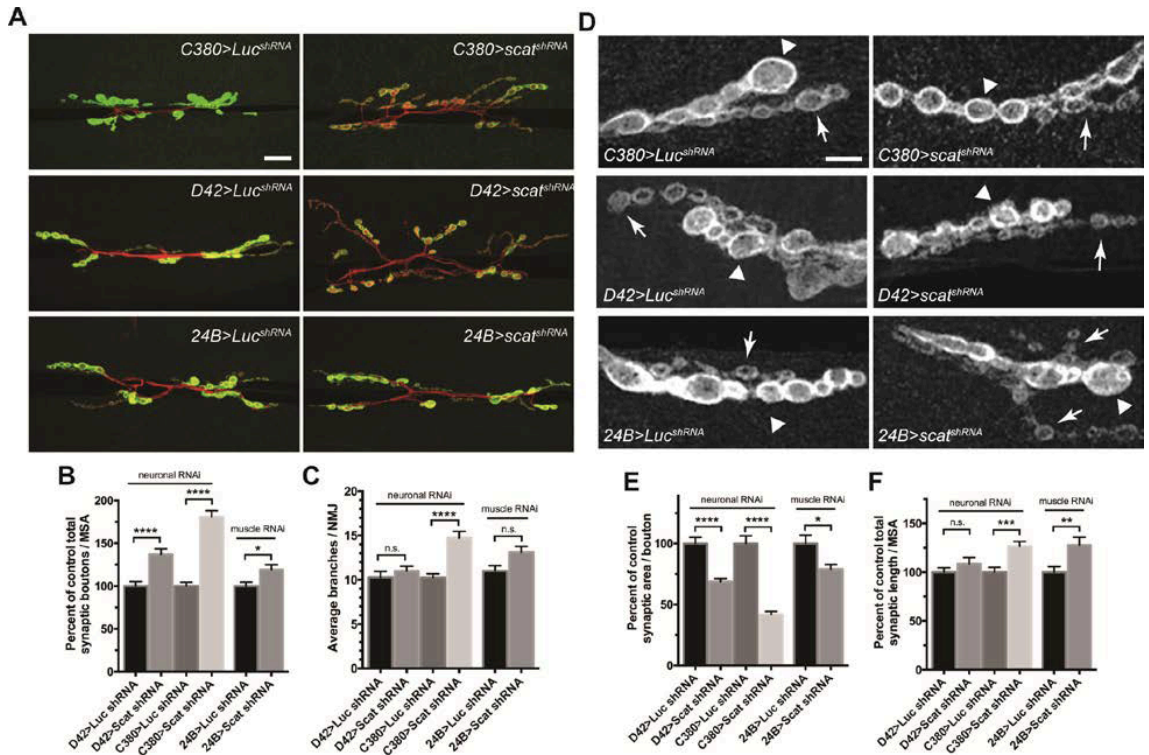 A
C380>Luc^shRNA
C380>scat^shRNA
D42>Luc^shRNA
D42>scat^shRNA
24B>Luc^shRNA
24B>scat^shRNA
D
C380>Luc^shRNA
C380>scat^shRNA
D42>Luc^shRNA
D42>scat^shRNA
24B>Luc^shRNA
24B>scat^shRNA
B
neuronal RNAi
muscle RNAi
****
****
*
Percent of control total
synaptic boutons / MSA
200
150
100
50
0
D42>Luc shRNA
D42>Scat shRNA
C380>Luc shRNA
C380>Scat shRNA
24B>Luc shRNA
24B>Scat shRNA
C
neuronal RNAi
muscle RNAi
n.s.
****
n.s.
Average branches / NMJ
20
15
10
5
0
D42>Luc shRNA
D42>Scat shRNA
C380>Luc shRNA
C380>Scat shRNA
24B>Luc shRNA
24B>Scat shRNA
E
neuronal RNAi
muscle RNAi
****
****
*
Percent of control
synaptic area / bouton
125
100
75
50
25
0
D42>Luc shRNA
D42>Scat shRNA
C380>Luc shRNA
C380>Scat shRNA
24B>Luc shRNA
24B>Scat shRNA
F
neuronal RNAi
muscle RNAi
n.s.
***
**
Percent of control total
synaptic length / MSA
150
125
100
75
50
25
0
D42>Luc shRNA
D42>Scat shRNA
C380>Luc shRNA
C380>Scat shRNA
24B>Luc shRNA
24B>Scat shRNA